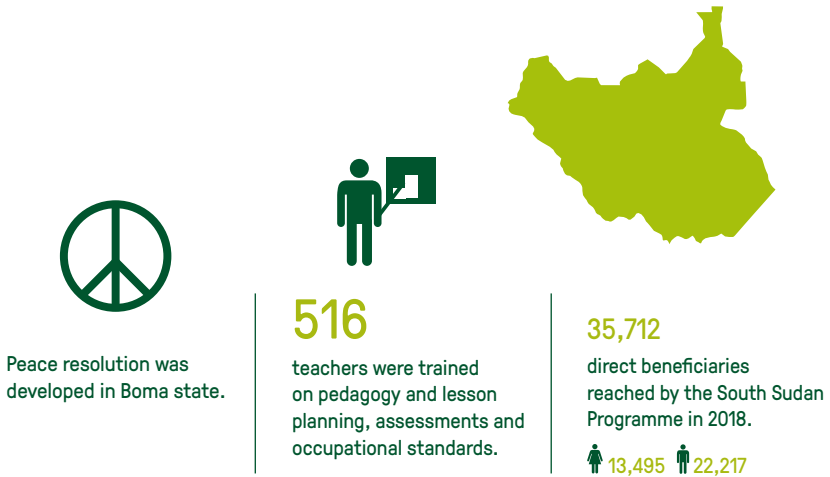 Peace resolution was
developed in Boma state.
516
teachers were trained
on pedagogy and lesson
planning, assessments and
occupational standards.
35,712
direct beneficiaries
reached by the South Sudan
Programme in 2018.
13,495 22,217